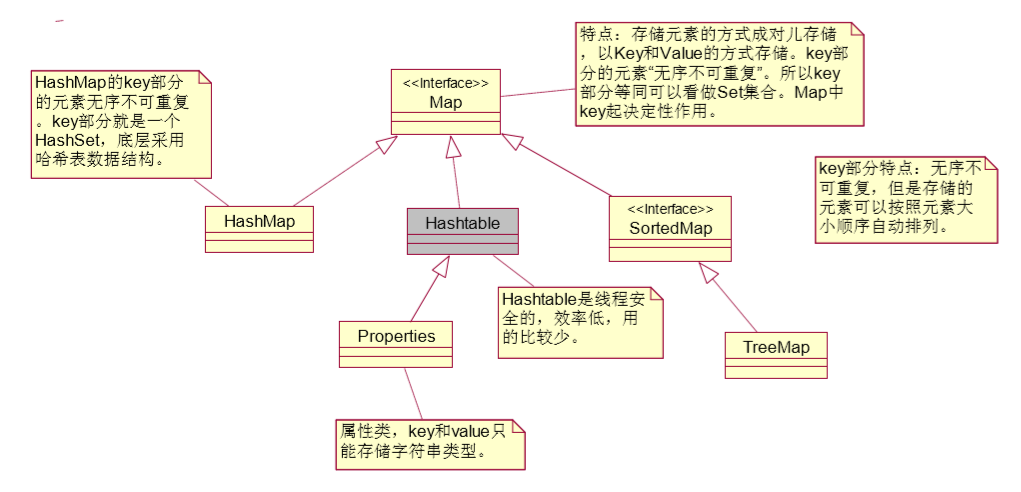 特点：存储元素的方式成对儿存储
，以Key和Value的方式存储。key部
分的元素“无序不可重复”。所以key
部分等同可以看做Set集合。Map中
key起决定性作用。
HashMap的key部分
的元素无序不可重复
。key部分就是一个
HashSet，底层采用
哈希表数据结构。
<<Interface>>
Map
key部分特点：无序不
可重复，但是存储的
元素可以按照元素大
小顺序自动排列。
HashMap
Hashtable
<<Interface>>
SortedMap
Hashtable是线程安
全的，效率低，用
的比较少。
Properties
TreeMap
属性类，key和value只
能存储字符串类型。